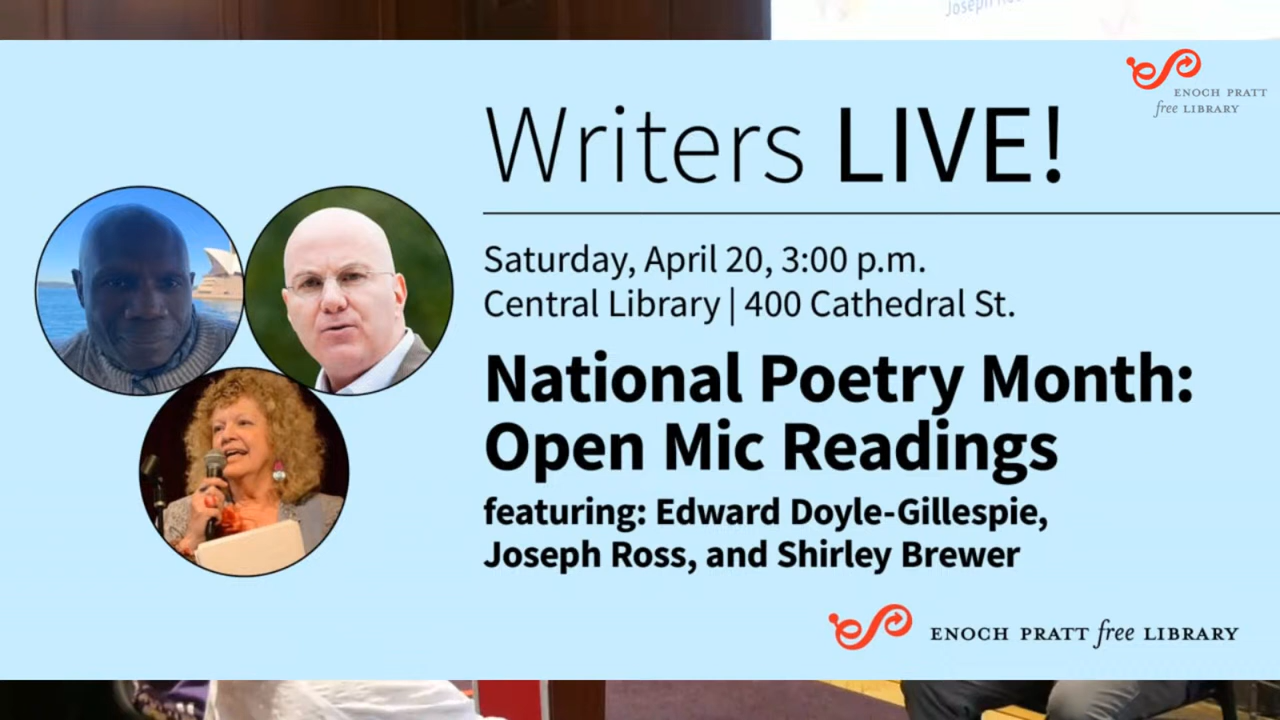 Joseph
ENOCH PRATT
free LIBRARY
Writers LIVE!
Saturday, April 20, 3:00 p.m.
Central Library | 400 Cathedral St.
National Poetry Month:
Open Mic Readings
featuring: Edward Doyle-Gillespie,
Joseph Ross, and Shirley Brewer
ENOCH PRATT free LIBRARY